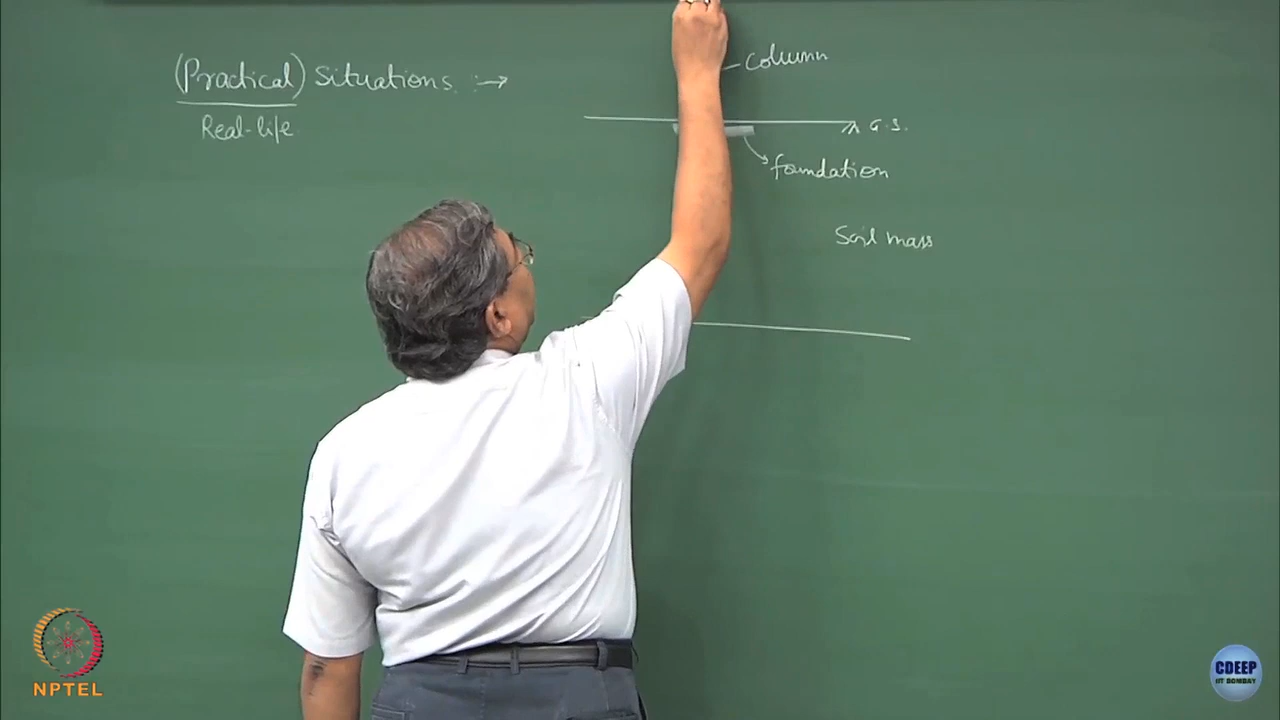 (Practical) Situations :→
Real-life
column
G.S.
foundation
Soil mass
NPTEL
CDEEP
IIT BOMBAY